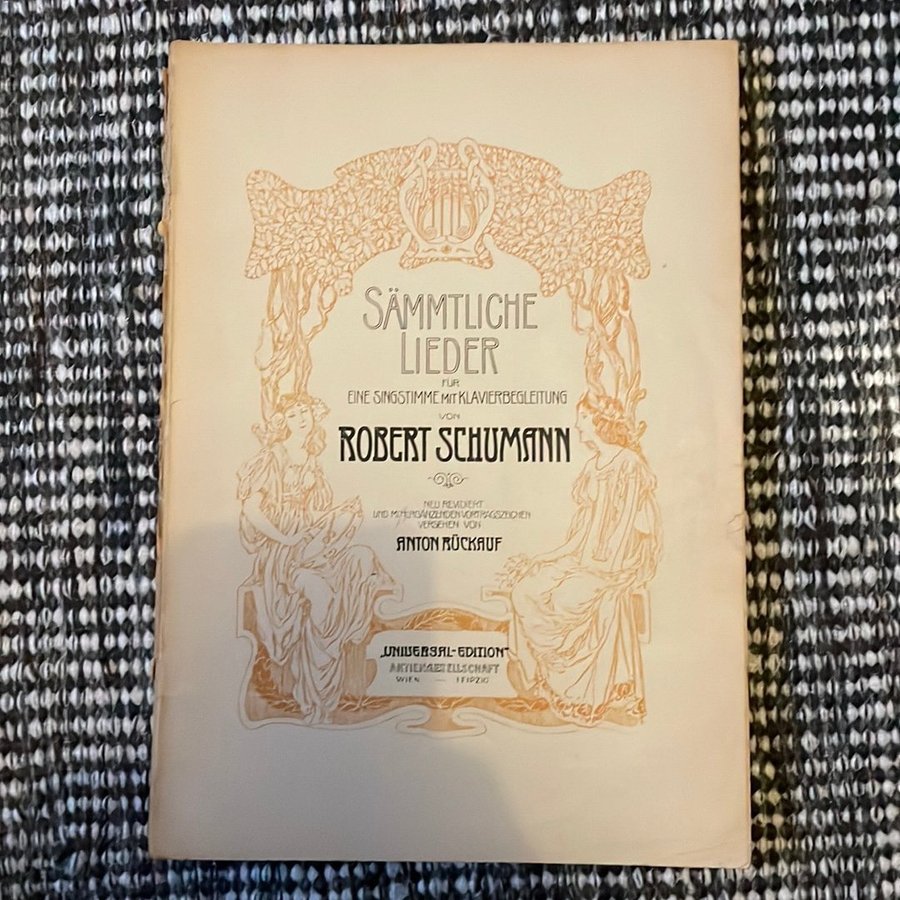 SÄMMTLICHE
LIEDER
FÜR
EINE SINGSTIMME MIT KLAVIERBEGLEITUNG
VON
ROBERT SCHUMANN
NEU REVIDIERT
UND MIT ERGÄNZENDEN VORTRAGSZEICHEN
VERSEHEN VON
ANTON RÜCKAUF
„UNIVERSAL-EDITION"
AKTIENGESELLSCHAFT
WIEN — LEIPZIG